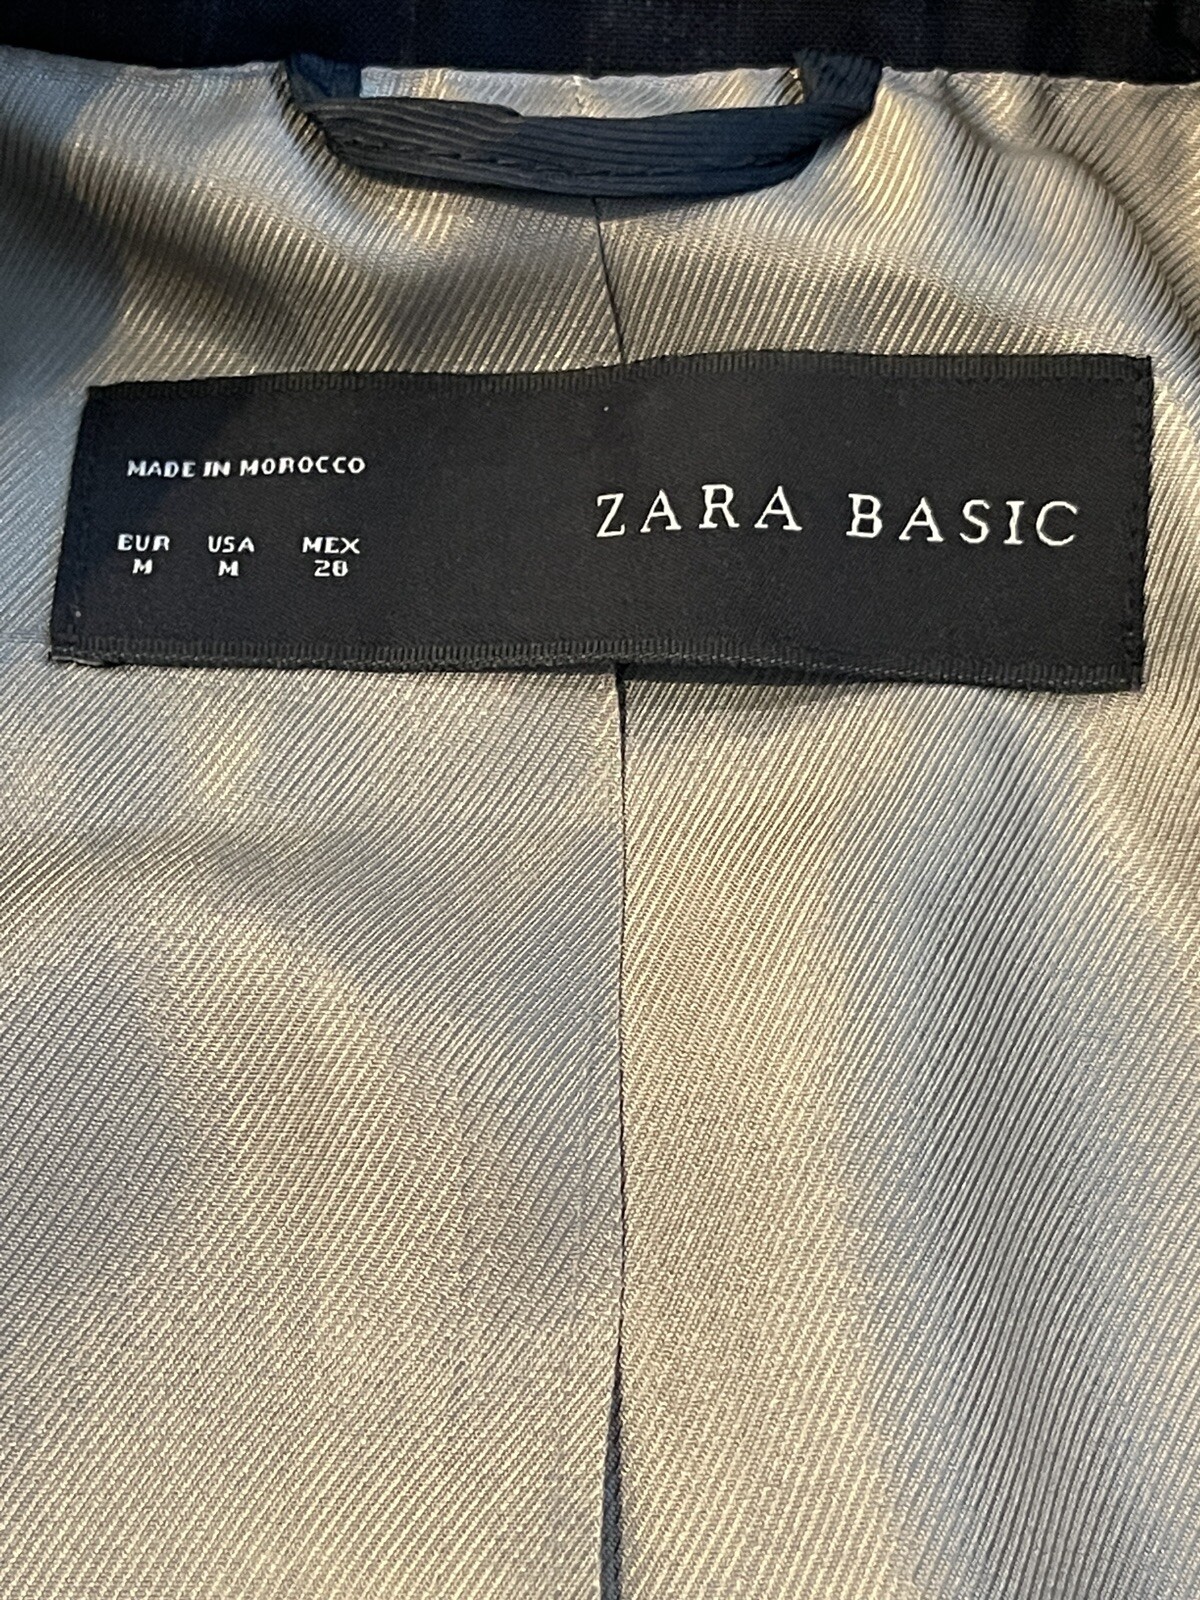 MADE IN MOROCCO
EUR USA MEX
M M 28
ZARA BASIC